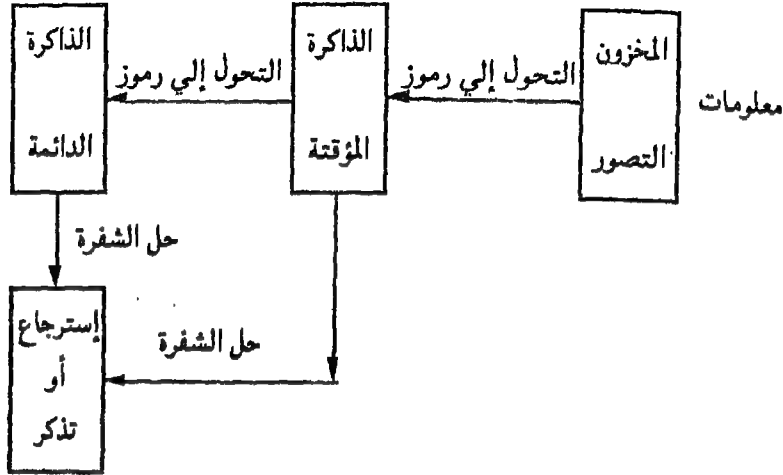 معلومات
المخزون
التصور
التحول إلي رموز
الذاكرة
المؤقتة
التحول إلي رموز
الذاكرة
الدائمة
حل الشفرة
حل الشفرة
إسترجاع
أو
تذكر